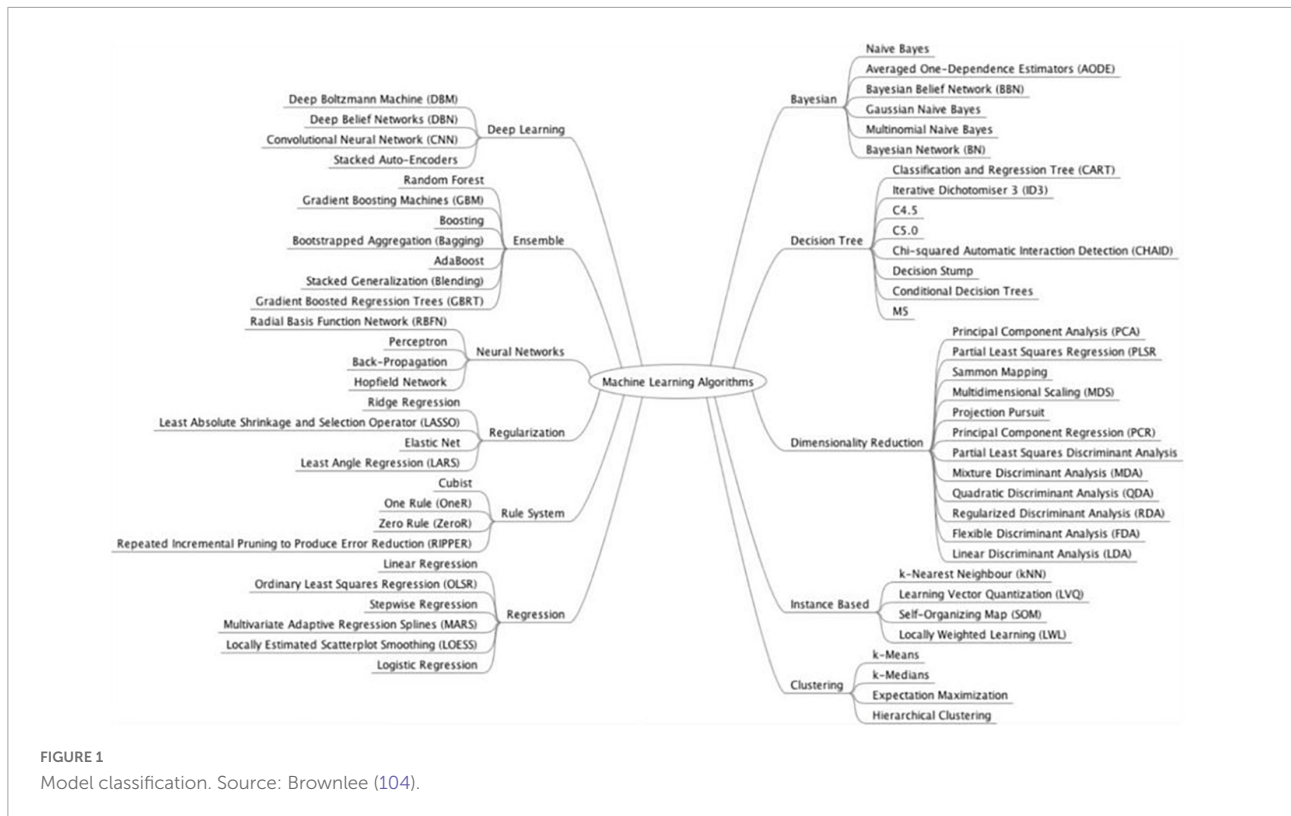 Deep Boltzmann Machine (DBM)
Deep Belief Networks (DBN)
Convolutional Neural Network (CNN)
Stacked Auto-Encoders
Deep Learning
Random Forest
Gradient Boosting Machines (GBM)
Boosting
Bootstrapped Aggregation (Bagging)
AdaBoost
Stacked Generalization (Blending)
Gradient Boosted Regression Trees (GBRT)
Ensemble
Radial Basis Function Network (RBFN)
Perceptron
Back-Propagation
Hopfield Network
Neural Networks
Ridge Regression
Least Absolute Shrinkage and Selection Operator (LASSO)
Elastic Net
Least Angle Regression (LARS)
Regularization
Cubist
One Rule (OneR)
Zero Rule (ZeroR)
Repeated Incremental Pruning to Produce Error Reduction (RIPPER)
Rule System
Linear Regression
Ordinary Least Squares Regression (OLSR)
Stepwise Regression
Multivariate Adaptive Regression Splines (MARS)
Locally Estimated Scatterplot Smoothing (LOESS)
Logistic Regression
Regression
Machine Learning Algorithms
Bayesian
Naive Bayes
Averaged One-Dependence Estimators (AODE)
Bayesian Belief Network (BBN)
Gaussian Naive Bayes
Multinomial Naive Bayes
Bayesian Network (BN)
Decision Tree
Classification and Regression Tree (CART)
Iterative Dichotomiser 3 (ID3)
C4.5
C5.0
Chi-squared Automatic Interaction Detection (CHAID)
Decision Stump
Conditional Decision Trees
M5
Dimensionality Reduction
Principal Component Analysis (PCA)
Partial Least Squares Regression (PLSR
Sammon Mapping
Multidimensional Scaling (MDS)
Projection Pursuit
Principal Component Regression (PCR)
Partial Least Squares Discriminant Analysis
Mixture Discriminant Analysis (MDA)
Quadratic Discriminant Analysis (QDA)
Regularized Discriminant Analysis (RDA)
Flexible Discriminant Analysis (FDA)
Linear Discriminant Analysis (LDA)
Instance Based
k-Nearest Neighbour (kNN)
Learning Vector Quantization (LVQ)
Self-Organizing Map (SOM)
Locally Weighted Learning (LWL)
Clustering
k-Means
k-Medians
Expectation Maximization
Hierarchical Clustering
FIGURE 1
Model classification. Source: Brownlee (104).